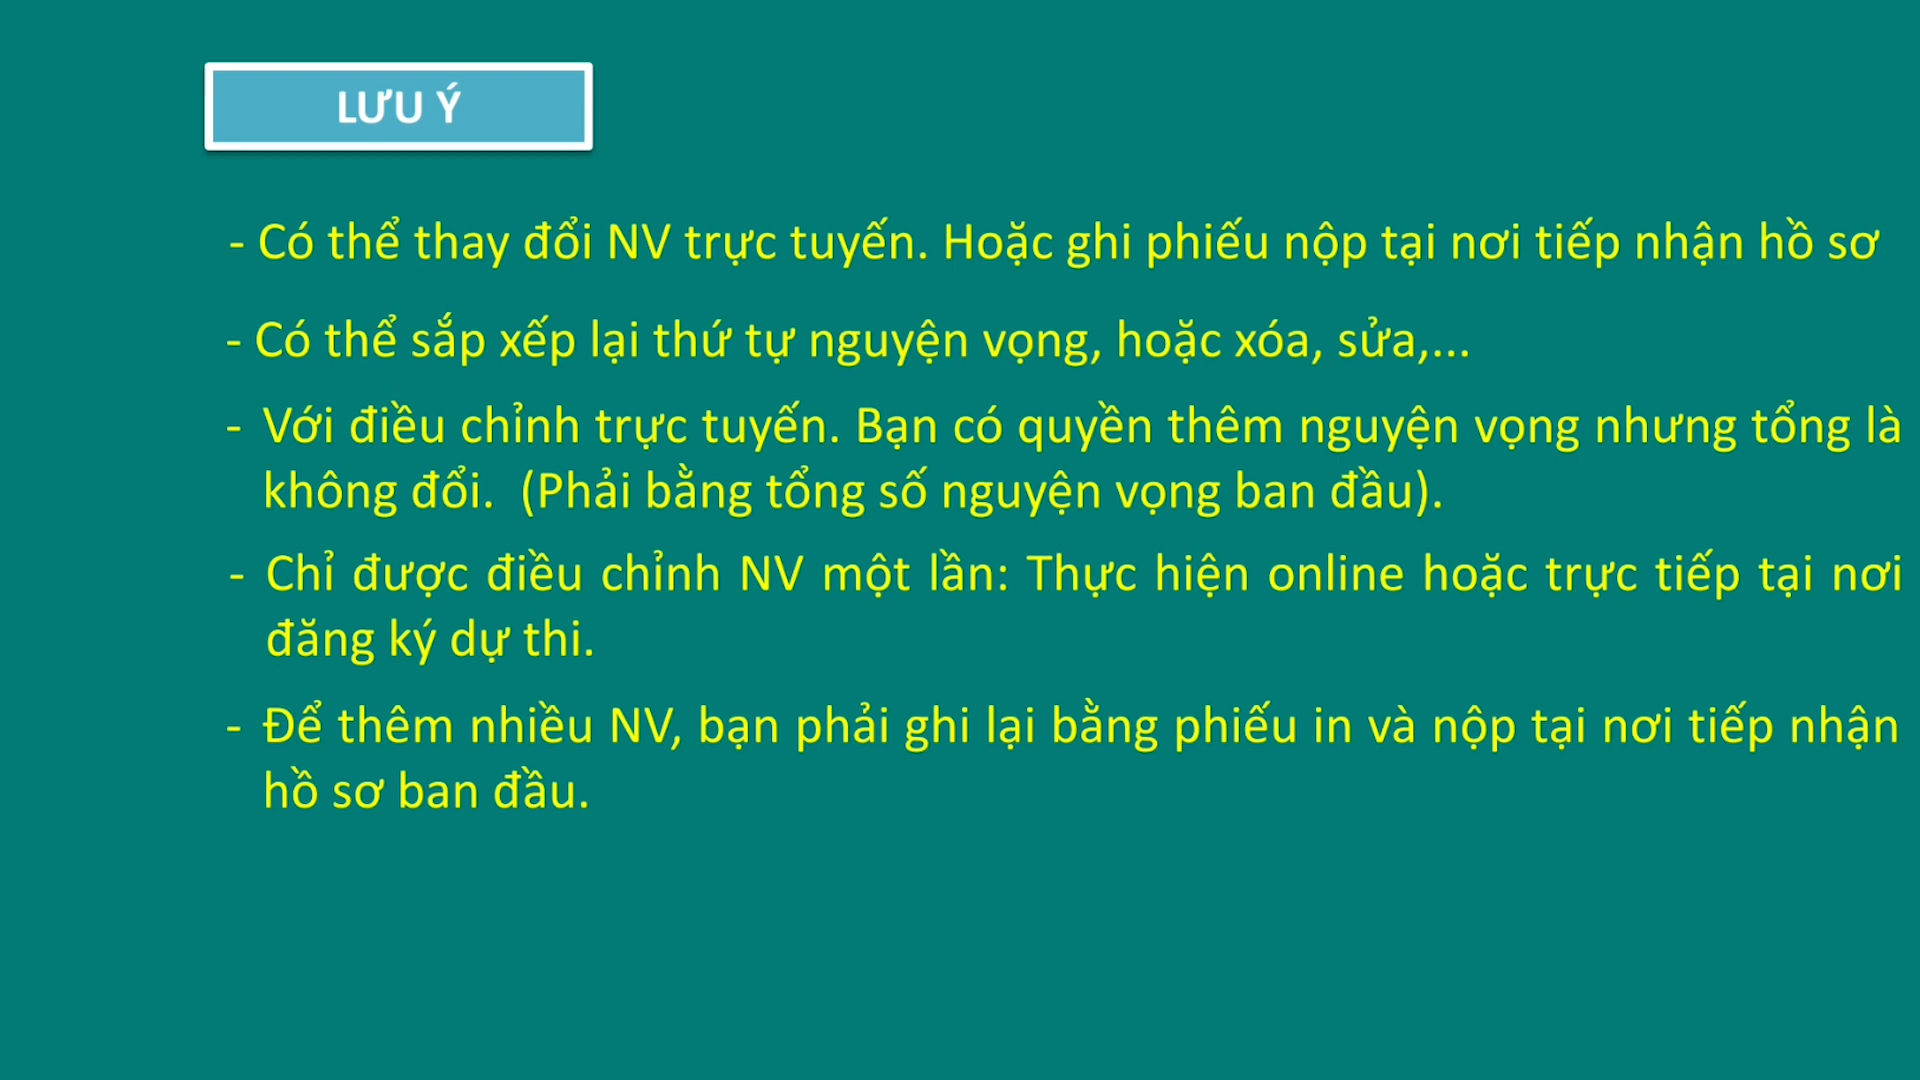 LƯU Ý
- Có thể thay đổi NV trực tuyến. Hoặc ghi phiếu nộp tại nơi tiếp nhận hồ sơ
- Có thể sắp xếp lại thứ tự nguyện vọng, hoặc xóa, sửa,...
- Với điều chỉnh trực tuyến. Bạn có quyền thêm nguyện vọng nhưng tổng là
không đổi. (Phải bằng tổng số nguyện vọng ban đầu).
- Chỉ được điều chỉnh NV một lần: Thực hiện online hoặc trực tiếp tại nơi
đăng ký dự thi.
- Để thêm nhiều NV, bạn phải ghi lại bằng phiếu in và nộp tại nơi tiếp nhận
hồ sơ ban đầu.